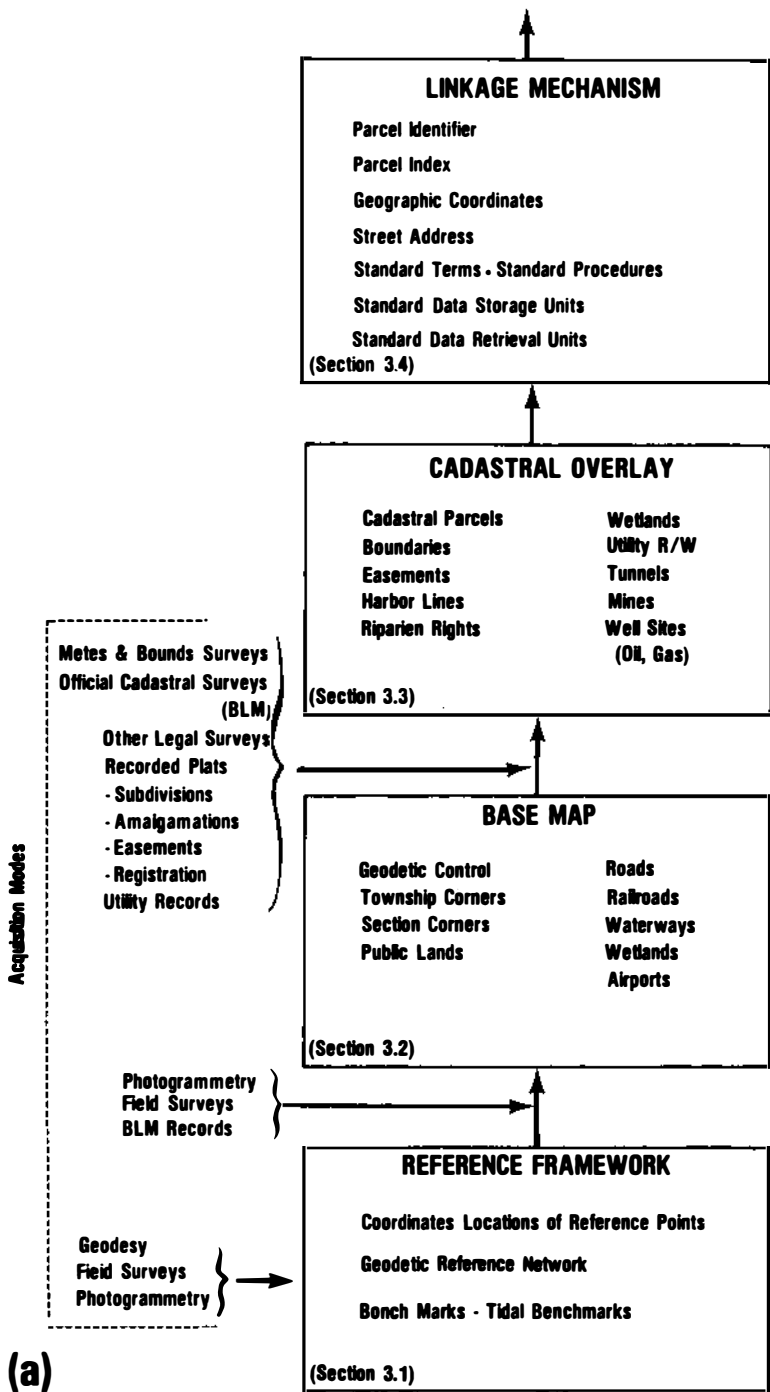 LINKAGE MECHANISM
Parcel Identifier
Parcel Index
Geographic Coordinates
Street Address
Standard Terms - Standard Procedures
Standard Data Storage Units
Standard Data Retrieval Units
(Section 3.4)
CADASTRAL OVERLAY
Cadastral Parcels
Boundaries
Easements
Harbor Lines
Riparien Rights
Wetlands
Utility R/W
Tunnels
Mines
Well Sites
(Oil, Gas)
(Section 3.3)
Acquisition Modes
Metes & Bounds Surveys
Official Cadastral Surveys
(BLM)
Other Legal Surveys
Recorded Plats
- Subdivisions
- Amalgamations
- Easements
- Registration
Utility Records
BASE MAP
Geodetic Control
Township Corners
Section Corners
Public Lands
Roads
Railroads
Waterways
Wetlands
Airports
(Section 3.2)
Photogrammetry
Field Surveys
BLM Records
REFERENCE FRAMEWORK
Coordinates Locations of Reference Points
Geodetic Reference Network
Bonch Marks - Tidal Benchmarks
(Section 3.1)
Geodesy
Field Surveys
Photogrammetry
(a)